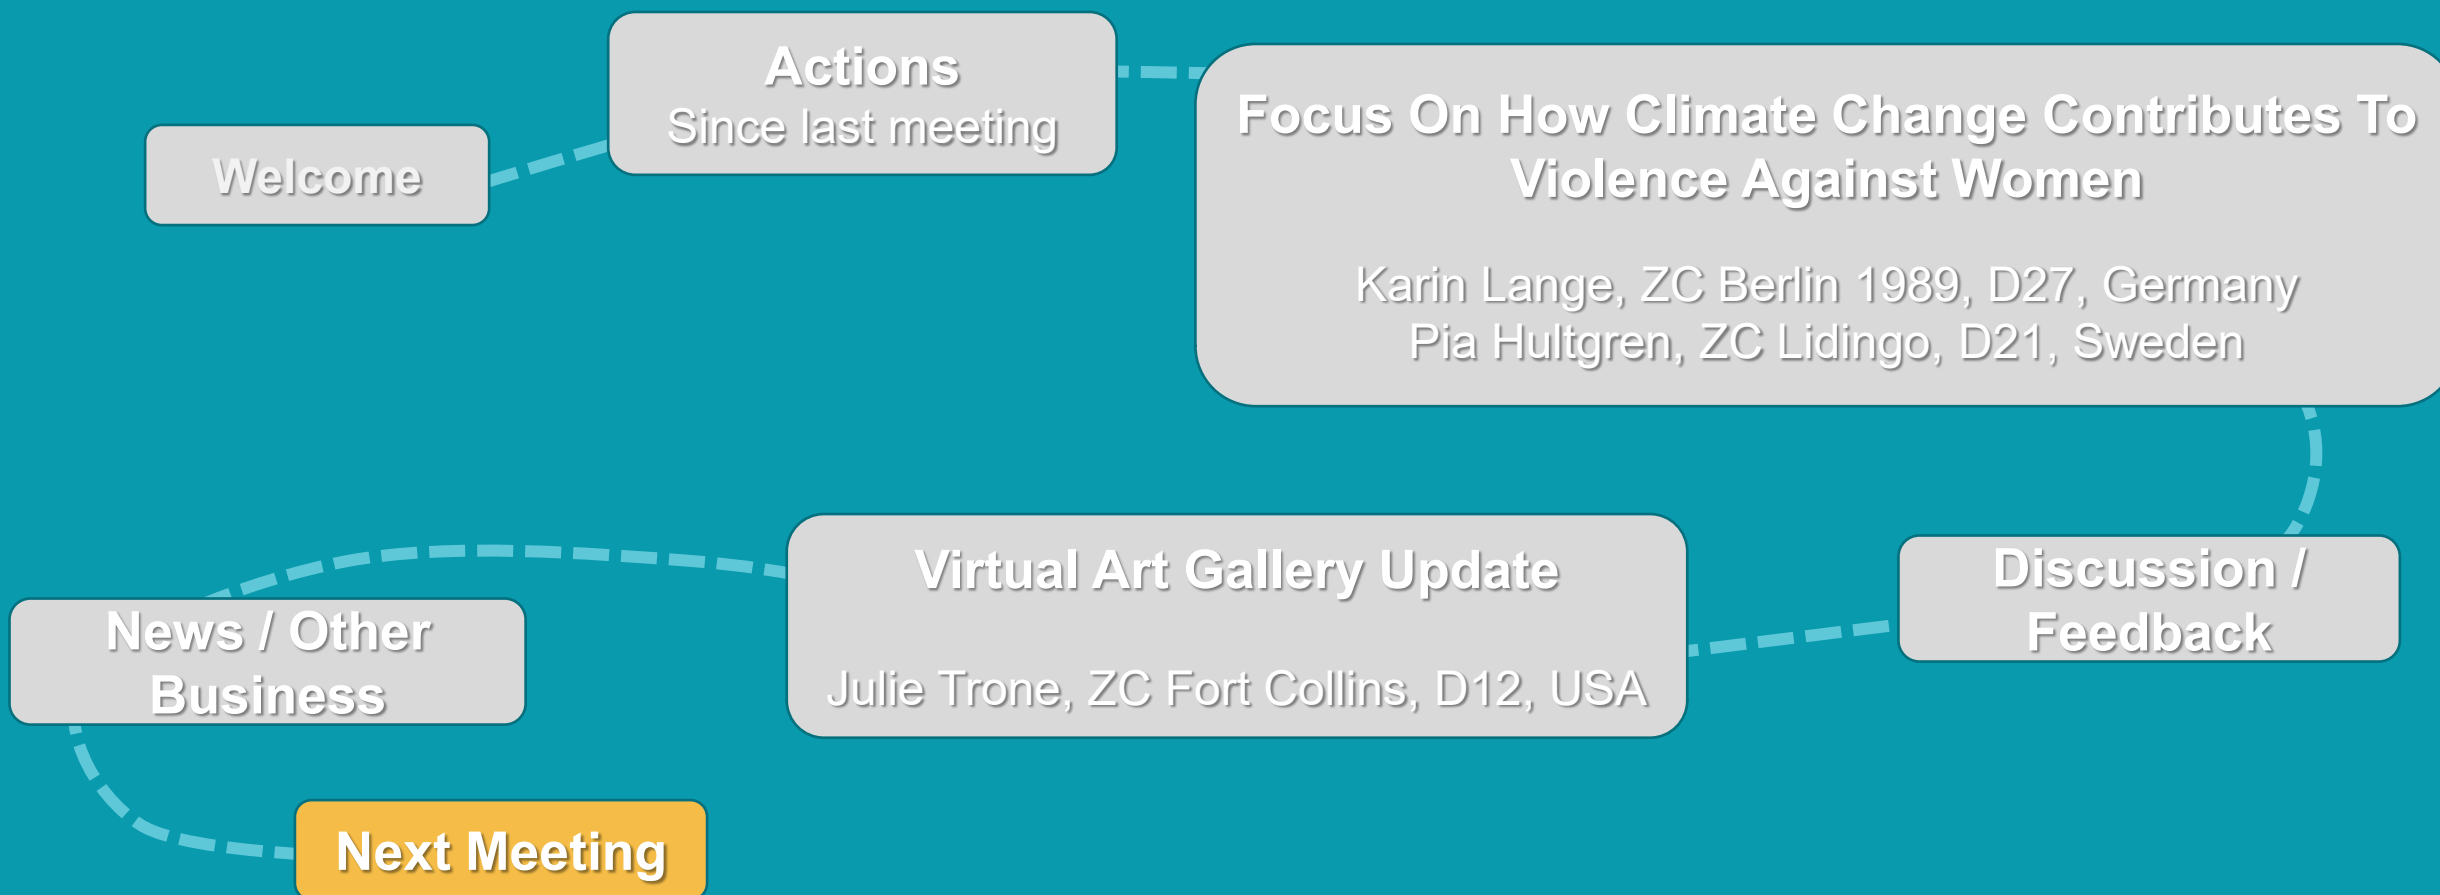 Welcome
Actions
Since last meeting
Focus On How Climate Change Contributes To
Violence Against Women
Karin Lange, ZC Berlin 1989, D27, Germany
Pia Hultgren, ZC Lidingo, D21, Sweden
Discussion /
Feedback
Virtual Art Gallery Update
Julie Trone, ZC Fort Collins, D12, USA
News / Other
Business
Next Meeting